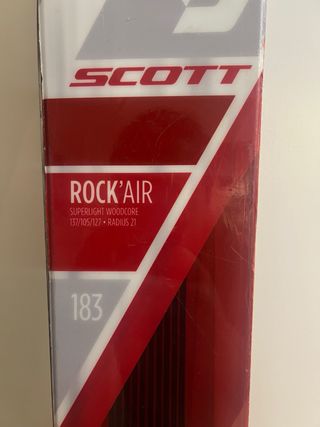 SCOTT
ROCK'AIR
SUPERLIGHT WOODCORE
137/105/127 • RADIUS 21
183